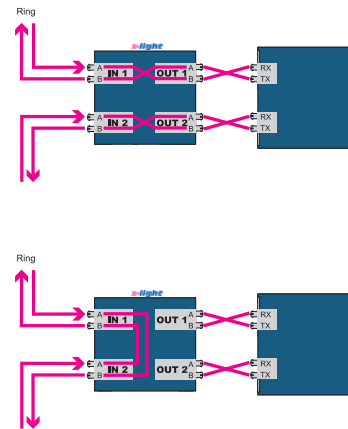 Ring
z-light
A A RX
IN 1 OUT 1
B B TX
A A RX
IN 2 OUT 2
B B TX
Ring
z-light
A A RX
IN 1 OUT 1
B B TX
A A RX
IN 2 OUT 2
B B TX